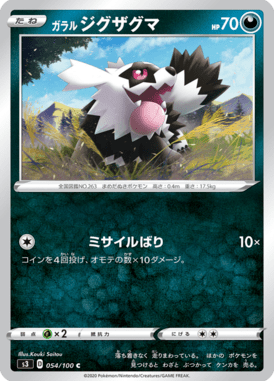 たね ガラル ジグザグマ HP70
全国図鑑NO.263 まめだぬきポケモン 高さ：0.4m 重さ：17.5kg
ミサイルばり 10×
コインを4回投げ、オモテの数×10ダメージ。
弱点 ×2 抵抗力 にげる
Illus.Kouki Saitou
s3 D 054/100 C
©2020 Pokémon/Nintendo/Creatures/GAME FREAK.
落ち着きなく 走りまわっている。 ほかの ポケモンを
見つけると わざと ぶつかって ケンカを 売る。